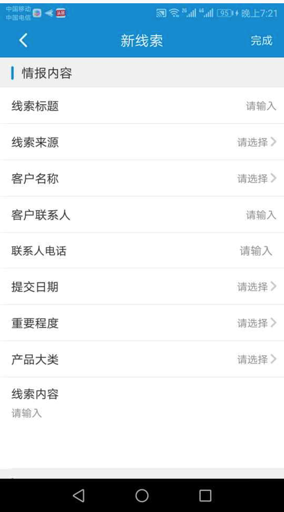 中国移动
中国电信
95
晚上7:21
新线索
完成
情报内容
线索标题 请输入
线索来源 请选择
客户名称 请选择
客户联系人 请输入
联系人电话 请输入
提交日期 请选择
重要程度 请选择
产品大类 请选择
线索内容
请输入